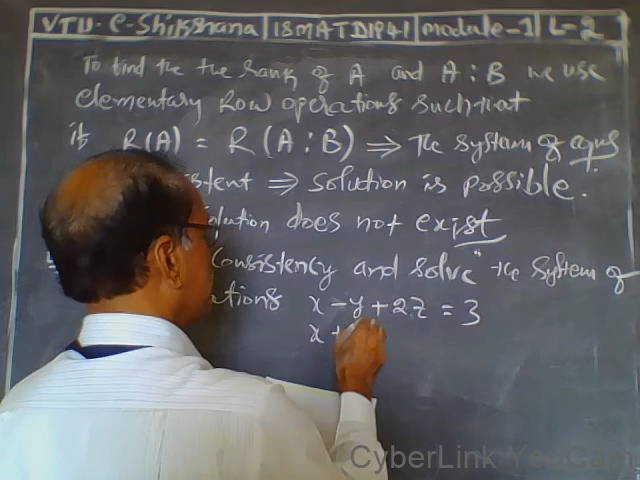 VTU-e-Shikshana | 18MATDIP41 | Module-1 | L-2
To find the the rank of A and A:B we use
elementary Row operations such that
if R(A) = R(A:B) ⇒ The system of eqns
istent ⇒ Solution is possible.
olution does not exist
Consistency and solve the system of
ations x - y + 2z = 3
x +
CyberLink YouCam